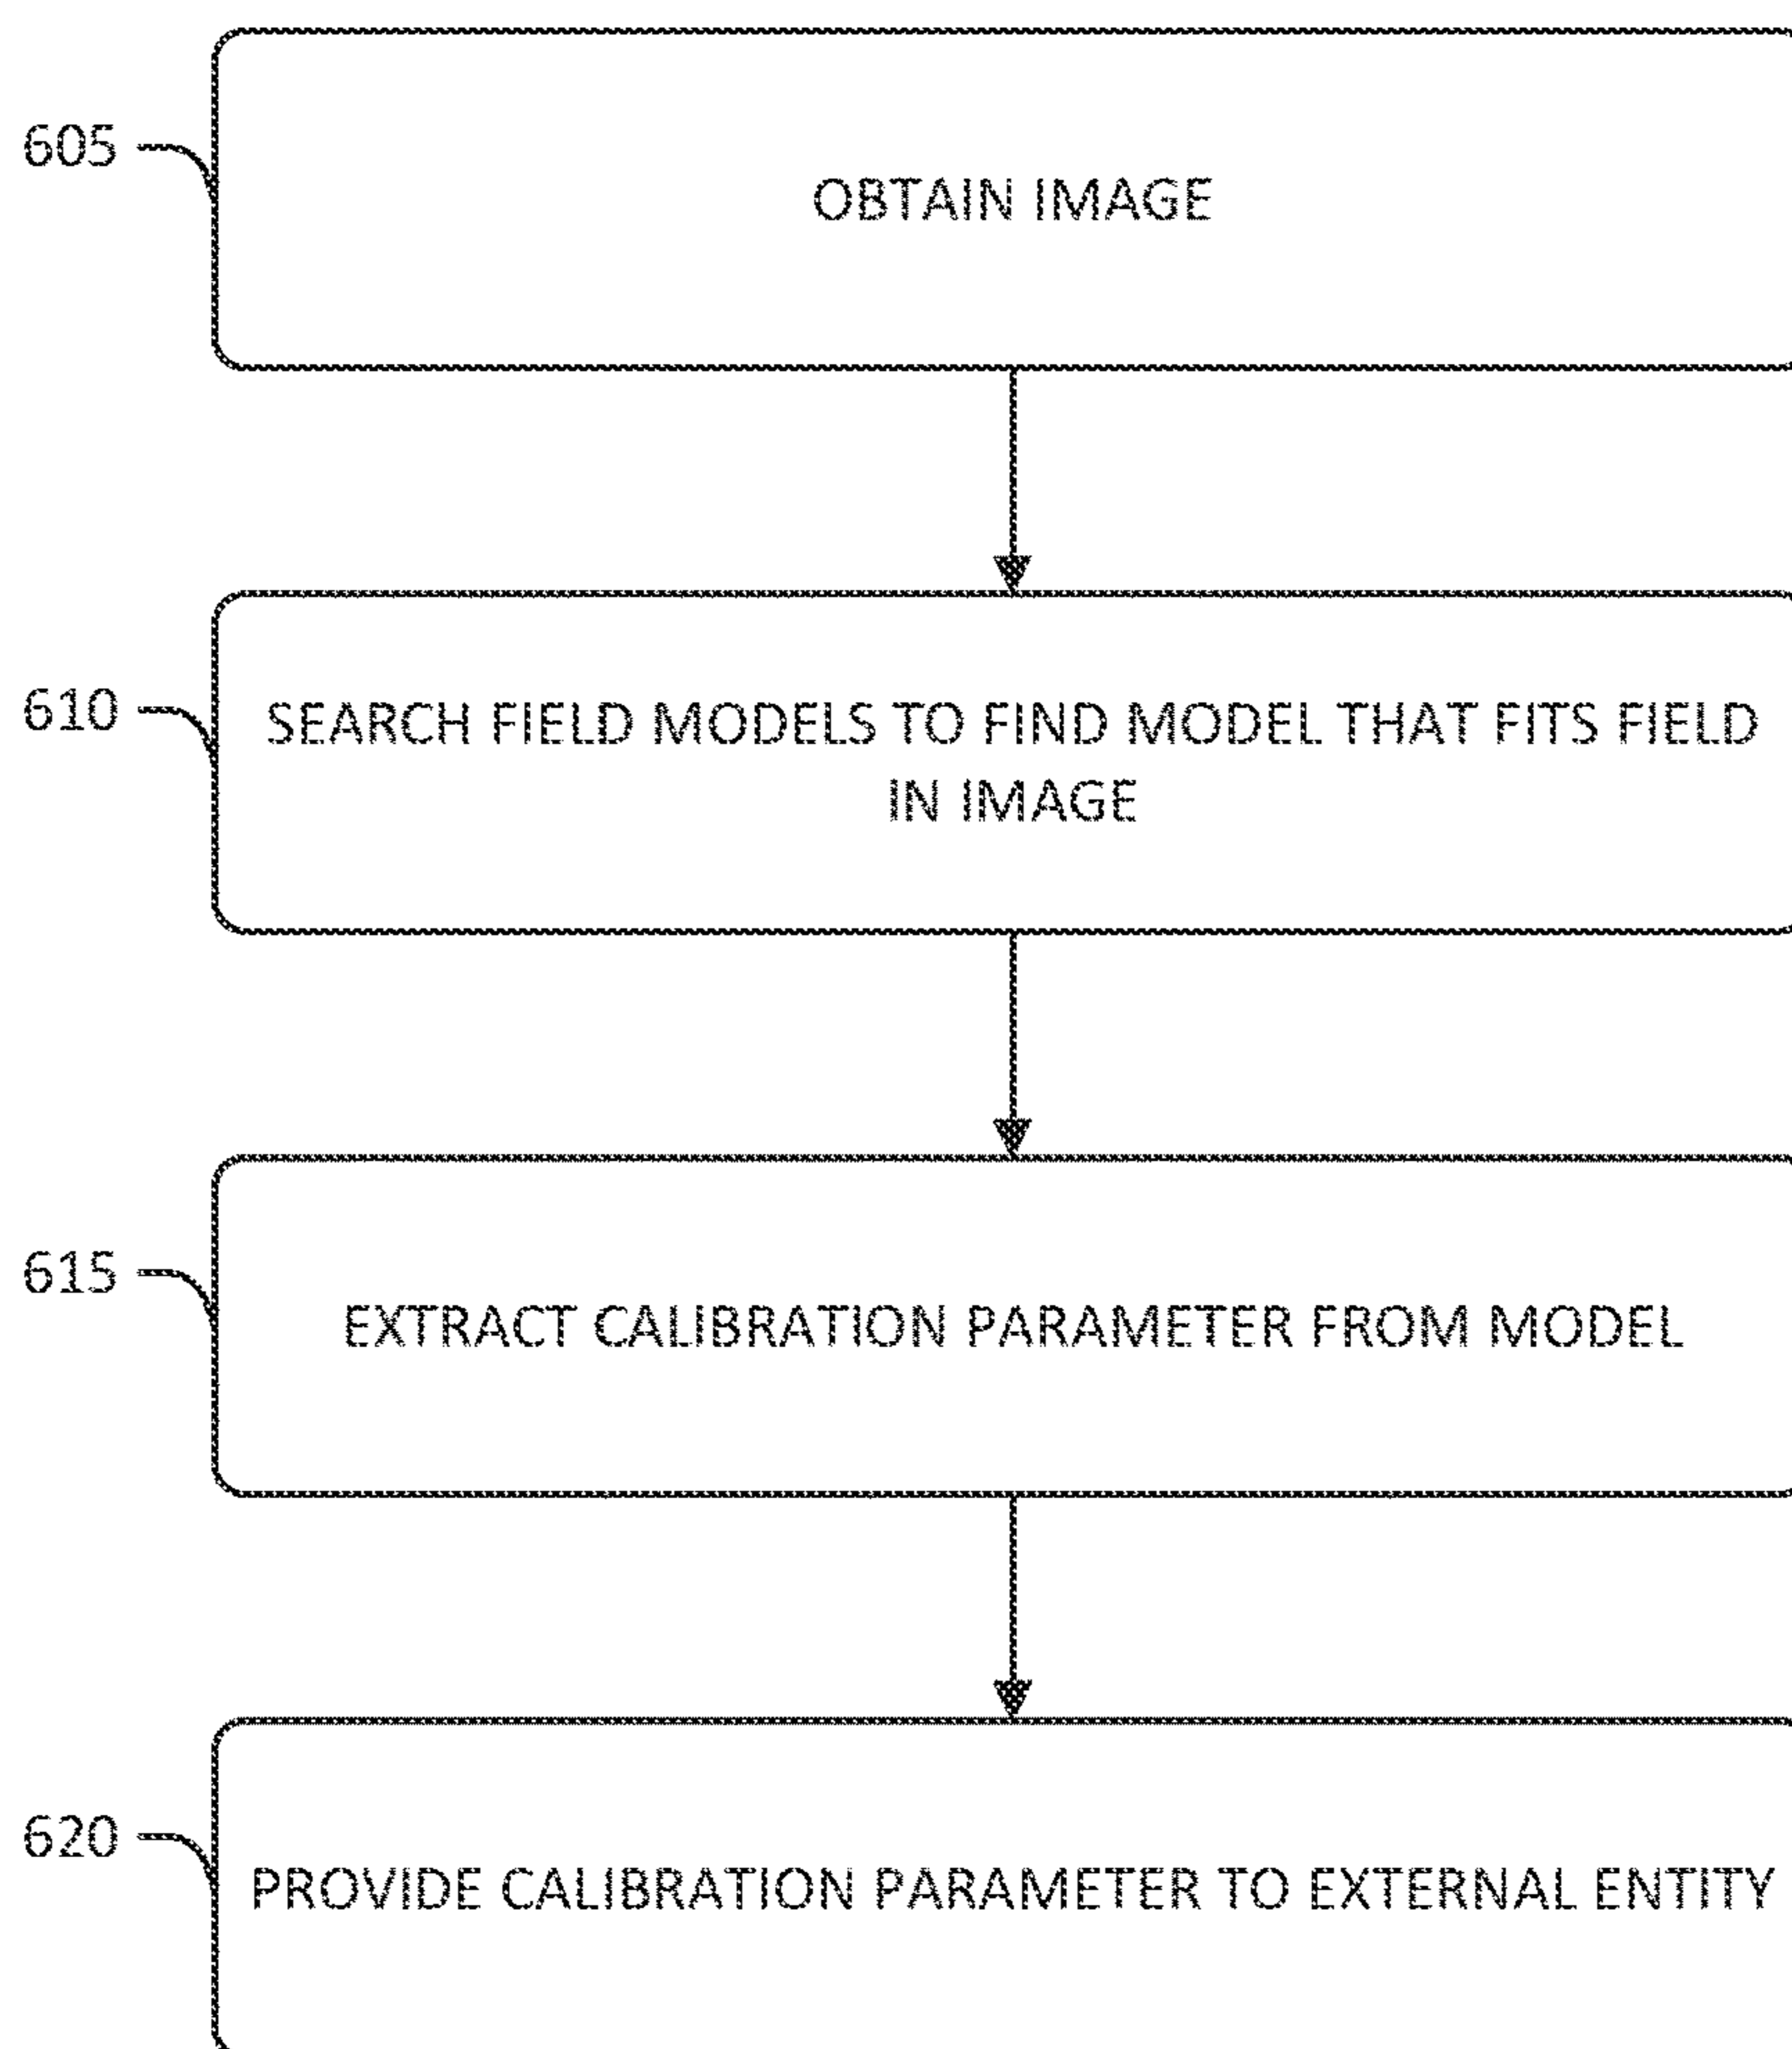 605
OBTAIN IMAGE
610
SEARCH FIELD MODELS TO FIND MODEL THAT FITS FIELD
IN IMAGE
615
EXTRACT CALIBRATION PARAMETER FROM MODEL
620
PROVIDE CALIBRATION PARAMETER TO EXTERNAL ENTITY